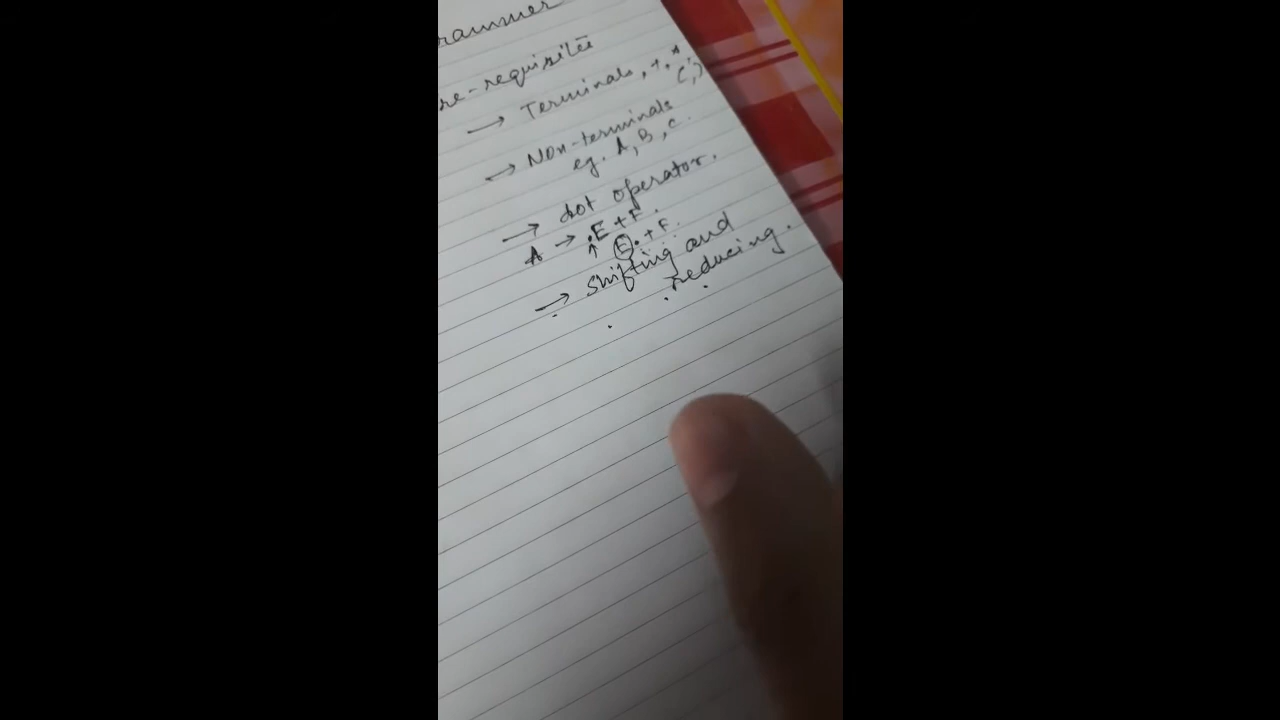 rammer
re-requisites
→ Terminals, +, *
(, )
→ Non-terminals
eg. A, B, C.
→ dot operator.
A → .E + F.
E. + F.
→ shifting and
reducing.